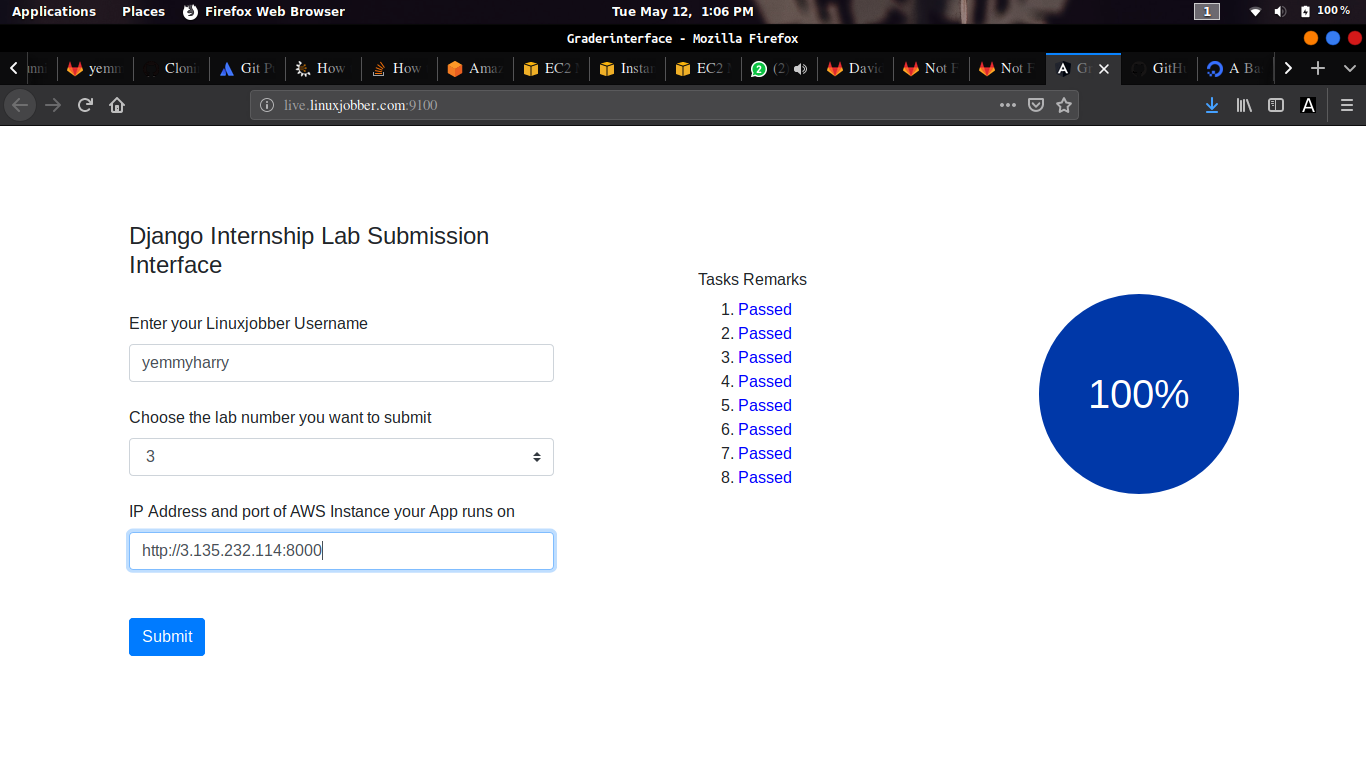 Applications Places Firefox Web Browser Tue May 12, 1:06 PM 1 100 %
Graderinterface - Mozilla Firefox
yemm Cloni Git P How How Ama EC2 Insta EC2 (2) Davi Not F Not F Gr GitH A Ba
live.linuxjobber.com:9100 A
Django Internship Lab Submission
Interface
Enter your Linuxjobber Username
yemmyharry
Choose the lab number you want to submit
3
IP Address and port of AWS Instance your App runs on
http://3.135.232.114:8000
Submit
Tasks Remarks
1. Passed
2. Passed
3. Passed
4. Passed
5. Passed
6. Passed
7. Passed
8. Passed
100%